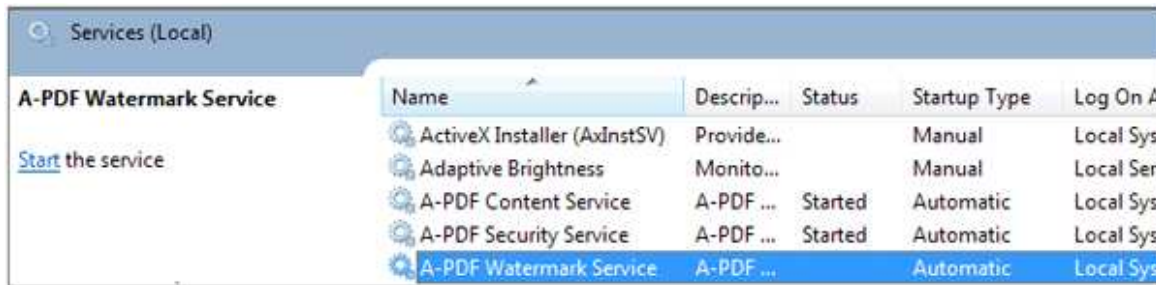 Services (Local)
A-PDF Watermark Service
Start the service
Name Descrip... Status Startup Type Log On A
ActiveX Installer (AxInstSV) Provide... Manual Local Sys
Adaptive Brightness Monito... Manual Local Ser
A-PDF Content Service A-PDF ... Started Automatic Local Sys
A-PDF Security Service A-PDF ... Started Automatic Local Sys
A-PDF Watermark Service A-PDF ... Automatic Local Sys